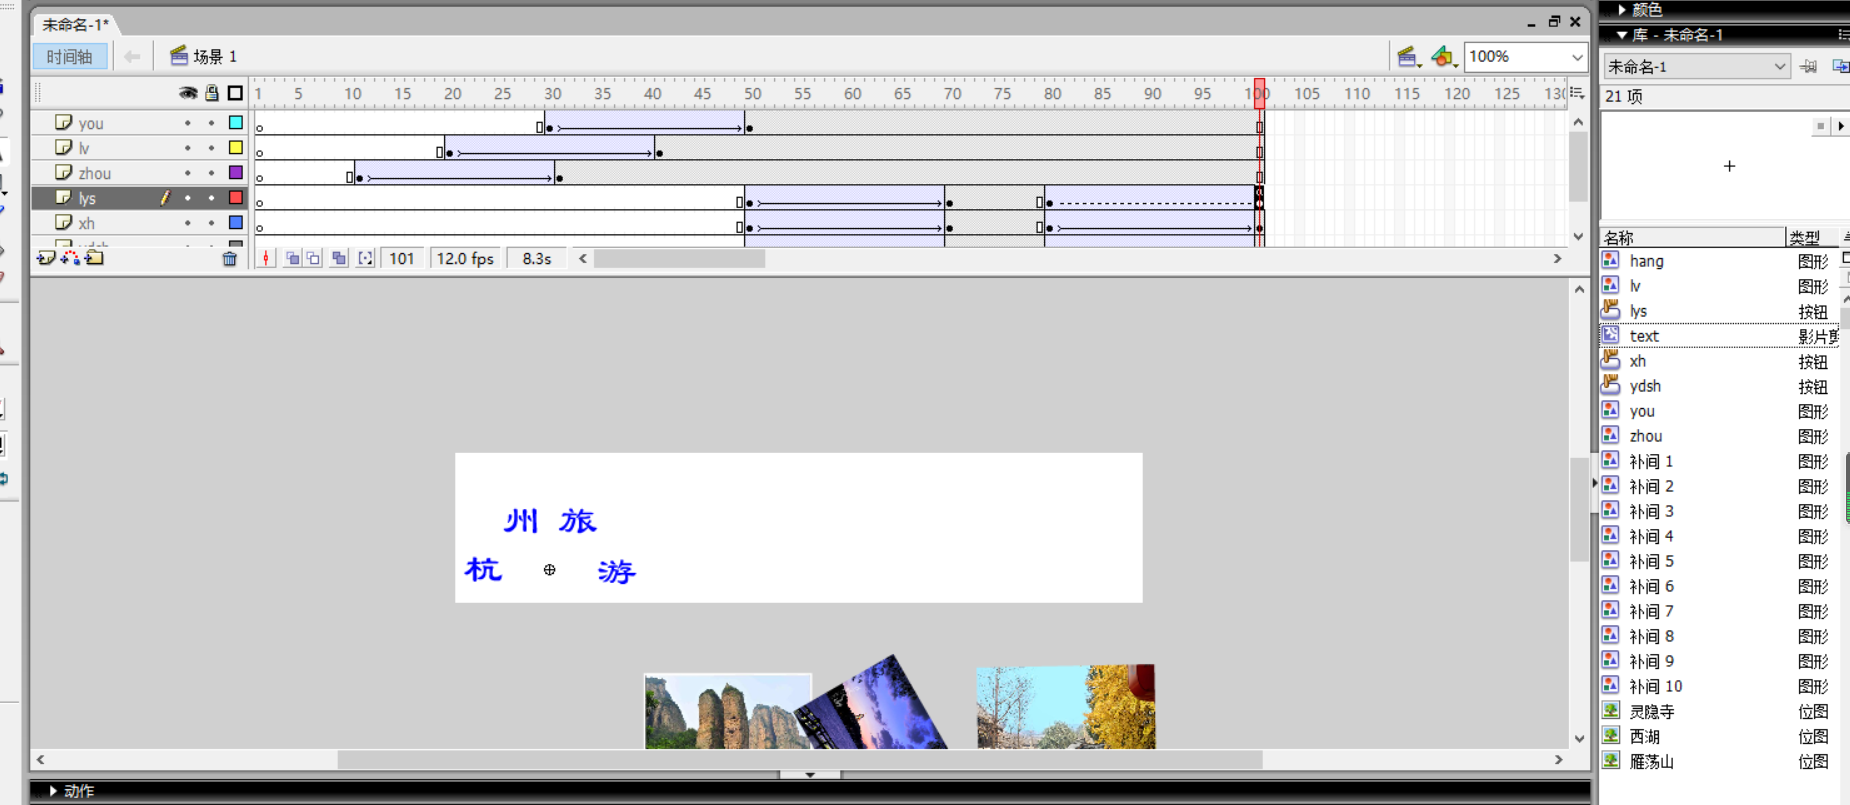 未命名-1*
时间轴
场景 1
100%
1 5 10 15 20 25 30 35 40 45 50 55 60 65 70 75 80 85 90 95 100 105 110 115 120 125
you
lv
zhou
lys
xh
101 12.0 fps 8.3s
州 旅
杭 游
动作
颜色
库 - 未命名-1
未命名-1
21 项
名称 类型
hang 图形
lv 图形
lys 按钮
text 影片剪
xh 按钮
ydsh 按钮
you 图形
zhou 图形
补间 1 图形
补间 2 图形
补间 3 图形
补间 4 图形
补间 5 图形
补间 6 图形
补间 7 图形
补间 8 图形
补间 9 图形
补间 10 图形
灵隐寺 位图
西湖 位图
雁荡山 位图